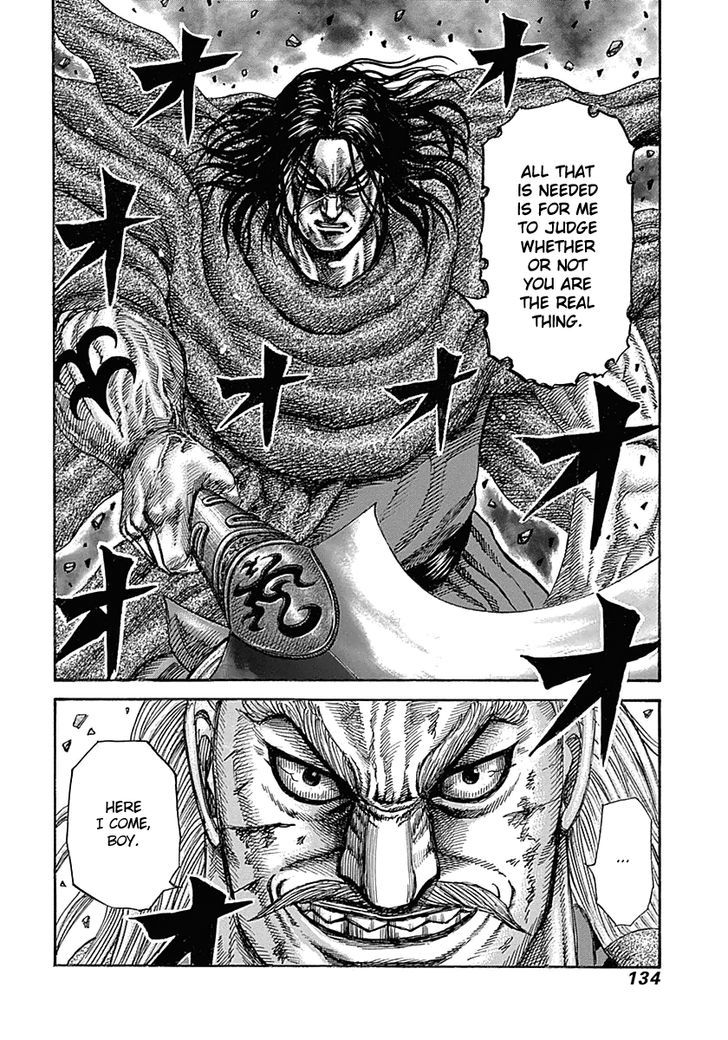 オ
オ
オ
ALL THAT
IS NEEDED
IS FOR ME
TO JUDGE
WHETHER
OR NOT
YOU ARE
THE REAL
THING.
オ
オ
オ
オ
オ
HERE
I COME,
BOY.
...
オ
134